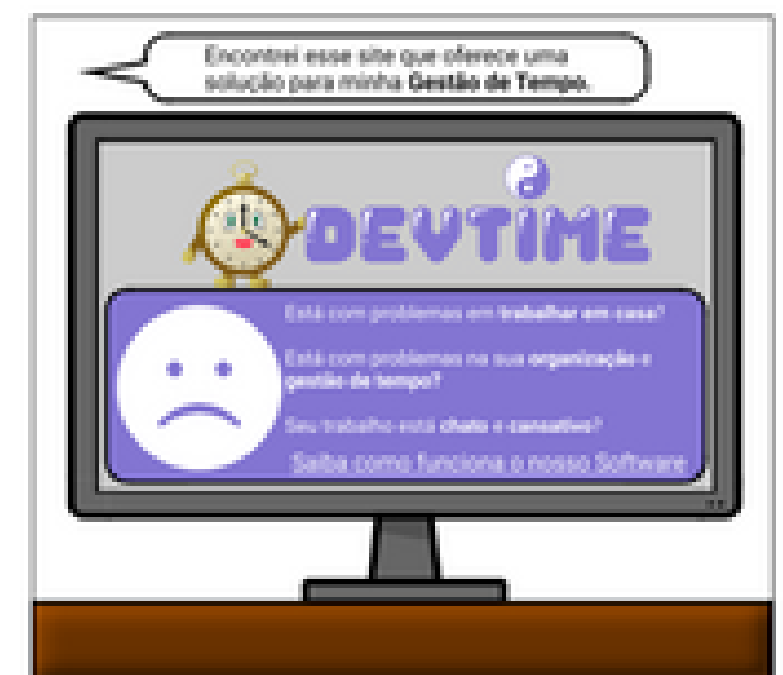 Encontrei esse site que oferece uma
solução para minha Gestão de Tempo.
DEVTIME
Está com problemas em trabalhar em casa?
Está com problemas na sua organização e
gestão de tempo?
Seu trabalho está chato e cansativo?
Saiba como funciona o nosso Software